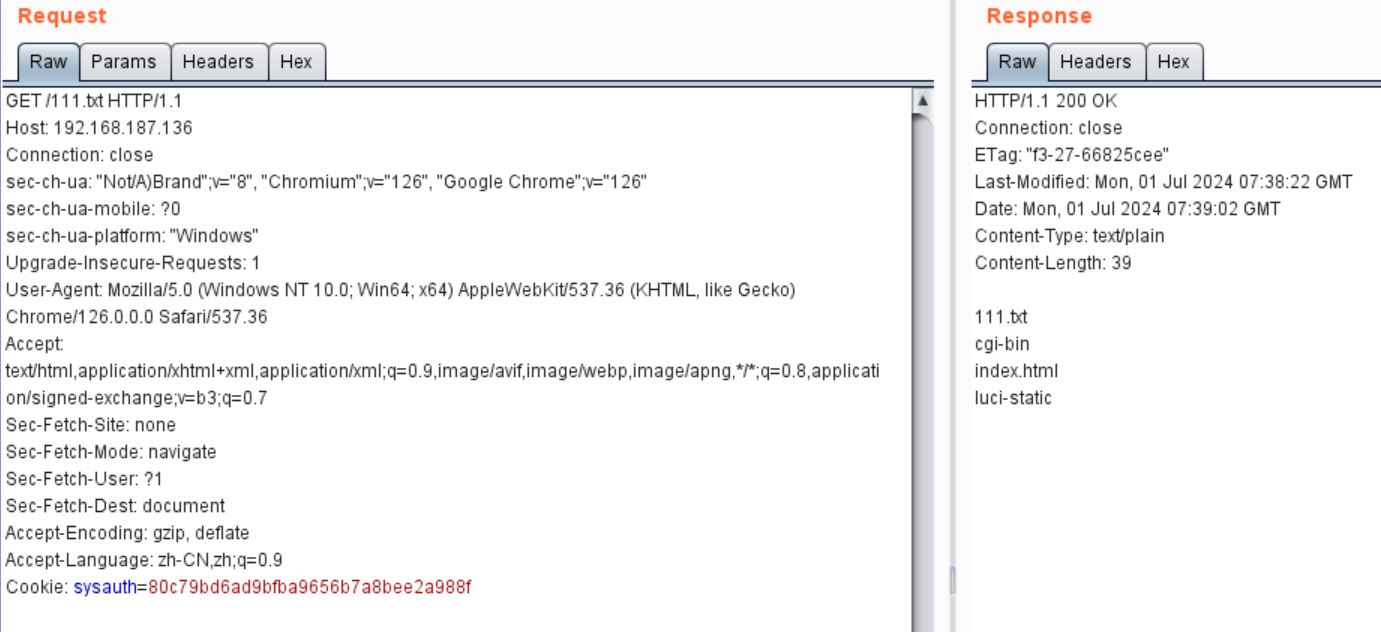 Request
Raw Params Headers Hex
GET /111.txt HTTP/1.1
Host: 192.168.187.136
Connection: close
sec-ch-ua: "Not/A)Brand";v="8", "Chromium";v="126", "Google Chrome";v="126"
sec-ch-ua-mobile: ?0
sec-ch-ua-platform: "Windows"
Upgrade-Insecure-Requests: 1
User-Agent: Mozilla/5.0 (Windows NT 10.0; Win64; x64) AppleWebKit/537.36 (KHTML, like Gecko)
Chrome/126.0.0.0 Safari/537.36
Accept:
text/html,application/xhtml+xml,application/xml;q=0.9,image/avif,image/webp,image/apng,*/*;q=0.8,applicati
on/signed-exchange;v=b3;q=0.7
Sec-Fetch-Site: none
Sec-Fetch-Mode: navigate
Sec-Fetch-User: ?1
Sec-Fetch-Dest: document
Accept-Encoding: gzip, deflate
Accept-Language: zh-CN,zh;q=0.9
Cookie: sysauth=80c79bd6ad9bfba9656b7a8bee2a988f
Response
Raw Headers Hex
HTTP/1.1 200 OK
Connection: close
ETag: "f3-27-66825cee"
Last-Modified: Mon, 01 Jul 2024 07:38:22 GMT
Date: Mon, 01 Jul 2024 07:39:02 GMT
Content-Type: text/plain
Content-Length: 39
111.txt
cgi-bin
index.html
luci-static